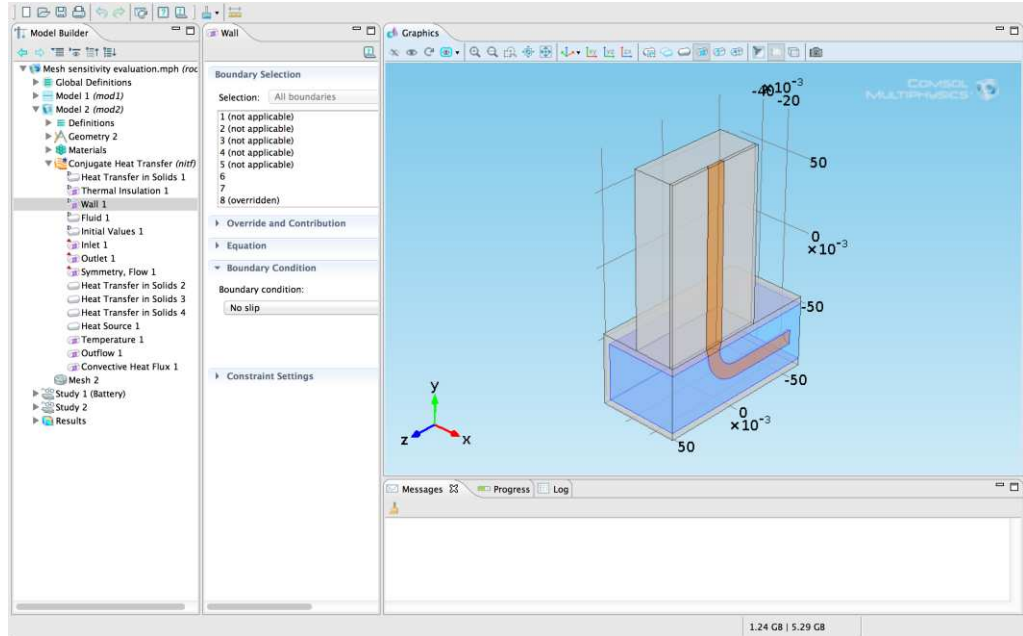 Model Builder
Mesh sensitivity evaluation.mph (roc
Global Definitions
Model 1 (mod1)
Model 2 (mod2)
Definitions
Geometry 2
Materials
Conjugate Heat Transfer (nitf)
Heat Transfer in Solids 1
Thermal Insulation 1
Wall 1
Fluid 1
Initial Values 1
Inlet 1
Outlet 1
Symmetry, Flow 1
Heat Transfer in Solids 2
Heat Transfer in Solids 3
Heat Transfer in Solids 4
Heat Source 1
Temperature 1
Outflow 1
Convective Heat Flux 1
Mesh 2
Study 1 (Battery)
Study 2
Results
Wall
Boundary Selection
Selection: All boundaries
1 (not applicable)
2 (not applicable)
3 (not applicable)
4 (not applicable)
5 (not applicable)
6
7
8 (overridden)
Override and Contribution
Equation
Boundary Condition
Boundary condition:
No slip
Constraint Settings
Graphics
COMSOL
MULTIPHYSICS
-20
50
0
×10-3
-50
-50
0
×10-3
50
y
z
x
Messages Progress Log
1.24 GB | 5.29 GB